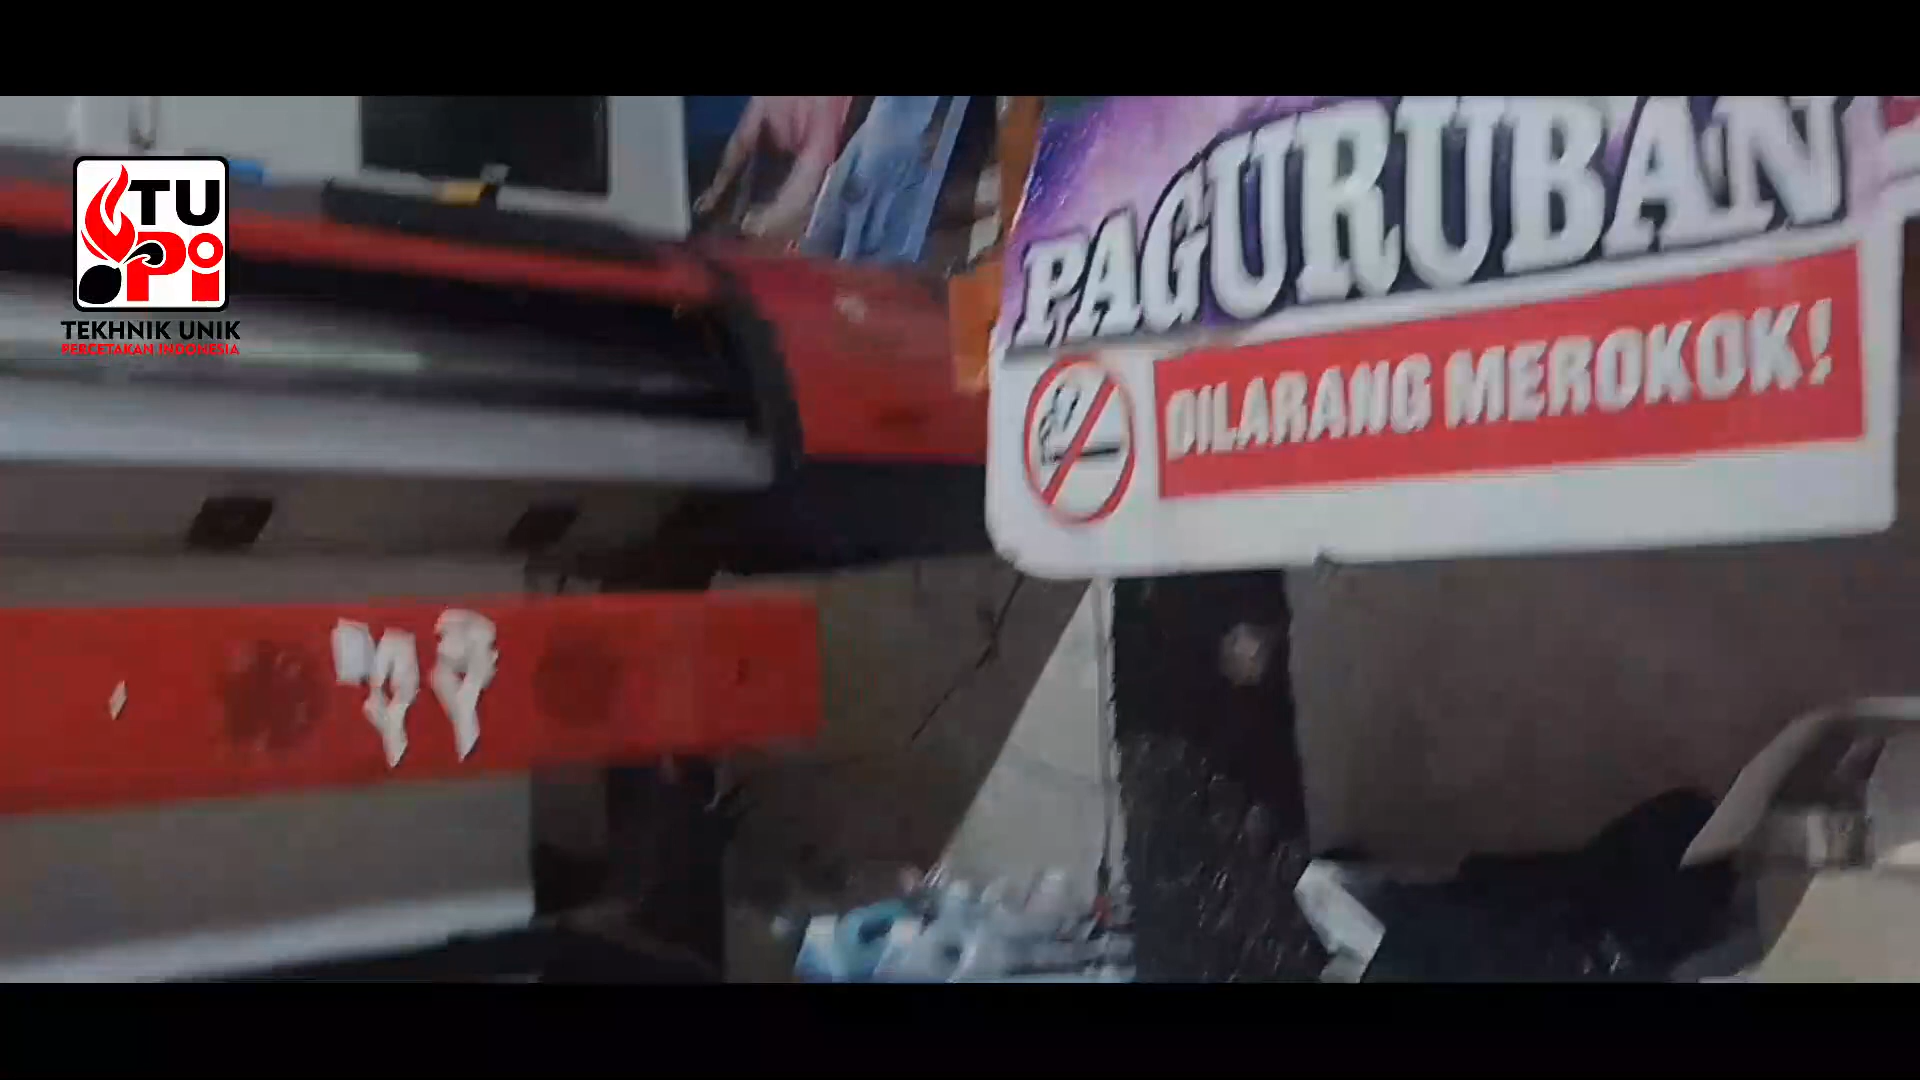 TU
Pi
TEKHNIK UNIK
PERCETAKAN INDONESIA
PAGURUBAN
DILARANG MEROKOK!